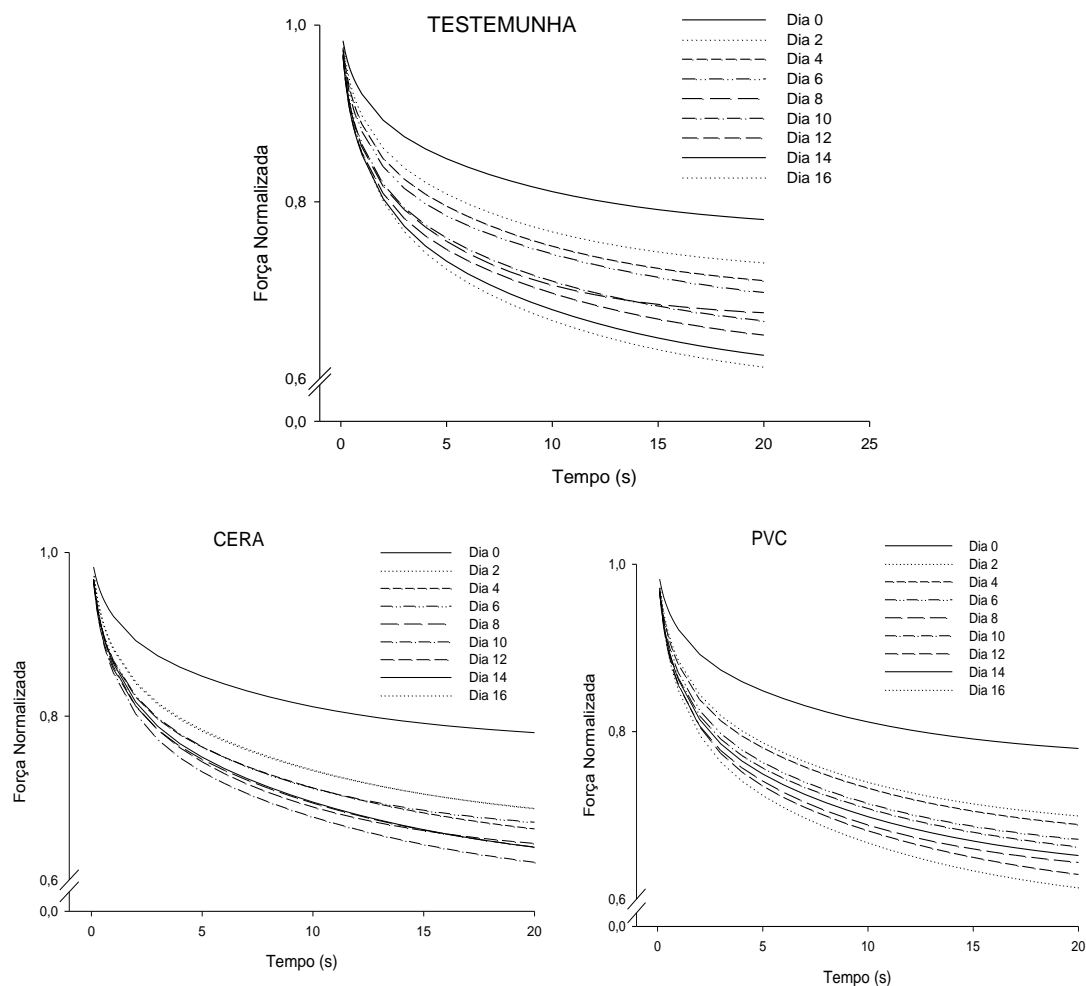 TESTEMUNHA
Dia 0
Dia 2
Dia 4
Dia 6
Dia 8
Dia 10
Dia 12
Dia 14
Dia 16
Força Normalizada
1,0
0,8
0,6
0,0
0 5 10 15 20 25
Tempo (s)
CERA
Dia 0
Dia 2
Dia 4
Dia 6
Dia 8
Dia 10
Dia 12
Dia 14
Dia 16
Força Normalizada
1,0
0,8
0,6
0,0
0 5 10 15 20
Tempo (s)
PVC
Dia 0
Dia 2
Dia 4
Dia 6
Dia 8
Dia 10
Dia 12
Dia 14
Dia 16
Força Normalizada
1,0
0,8
0,6
0,0
0 5 10 15 20
Tempo (s)